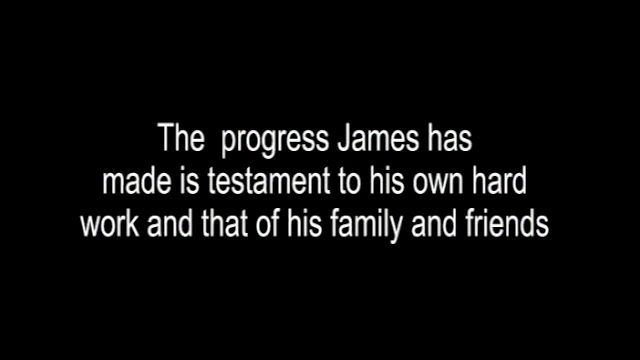 The  progress James has
made is testament to his own hard
work and that of his family and friends